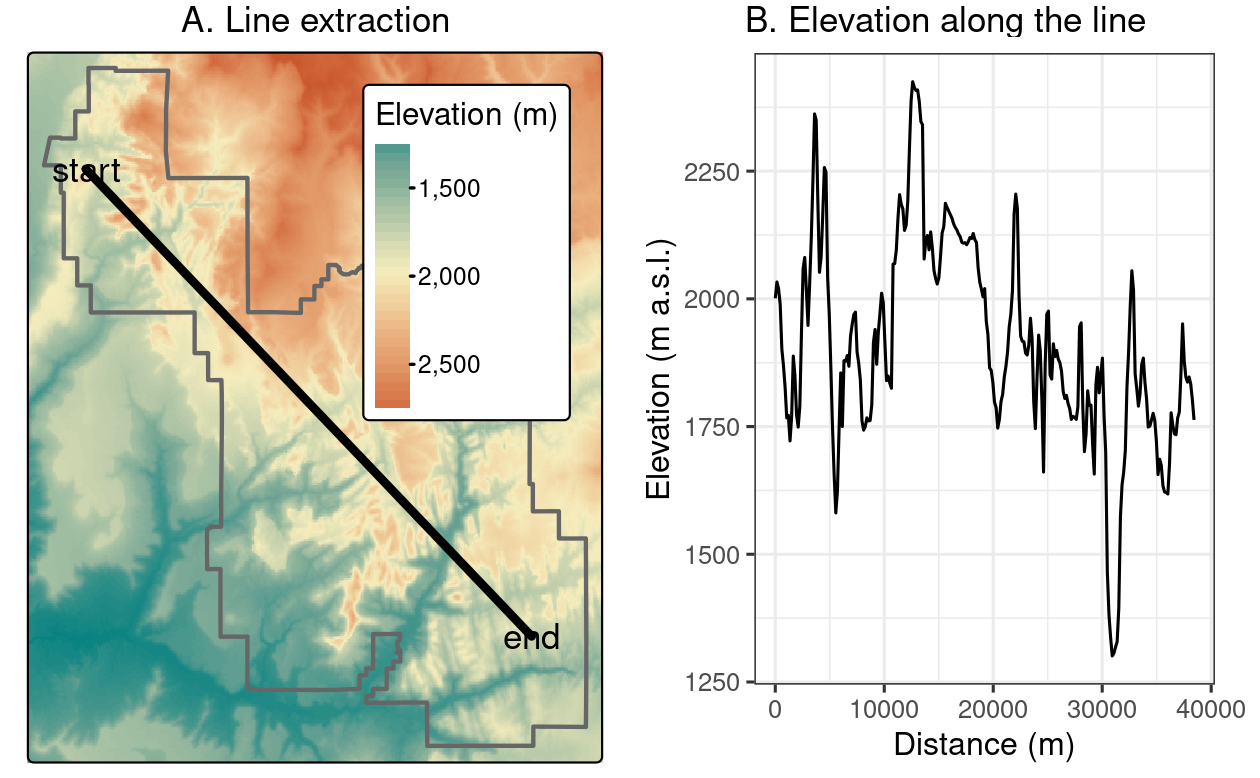 A. Line extraction
start
Elevation (m)
1,500
2,000
2,500
end
B. Elevation along the line
Elevation (m a.s.l.)
2250
2000
1750
1500
1250
0 10000 20000 30000 40000
Distance (m)